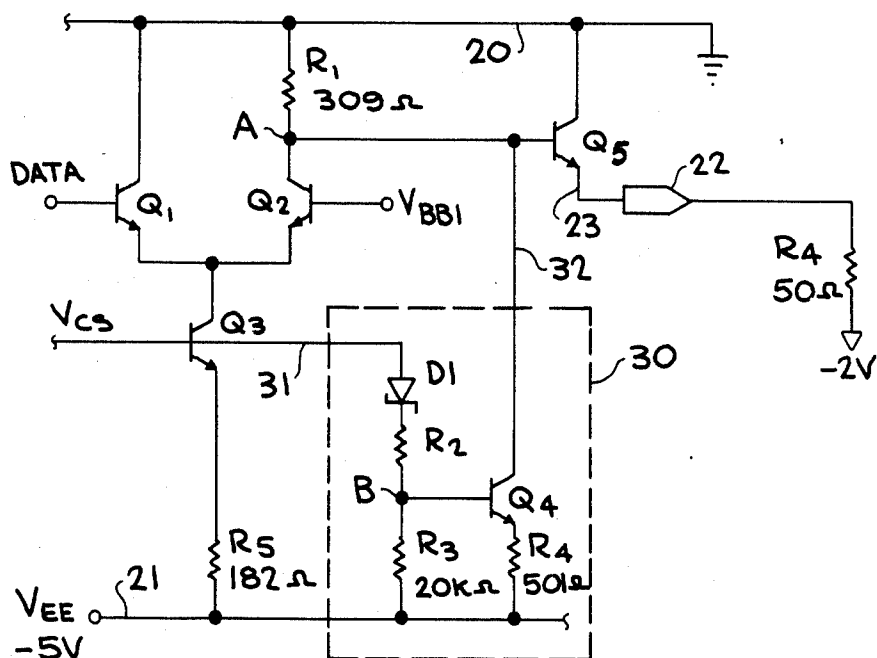 20
R1
309Ω
A
Q5
22
DATA
Q1
Q2
VBB1
23
32
R4
50Ω
VCS
Q3
30
-2V
31
D1
R2
B
Q4
R5
182Ω
R3
20KΩ
R4
501Ω
21
VEE
-5V